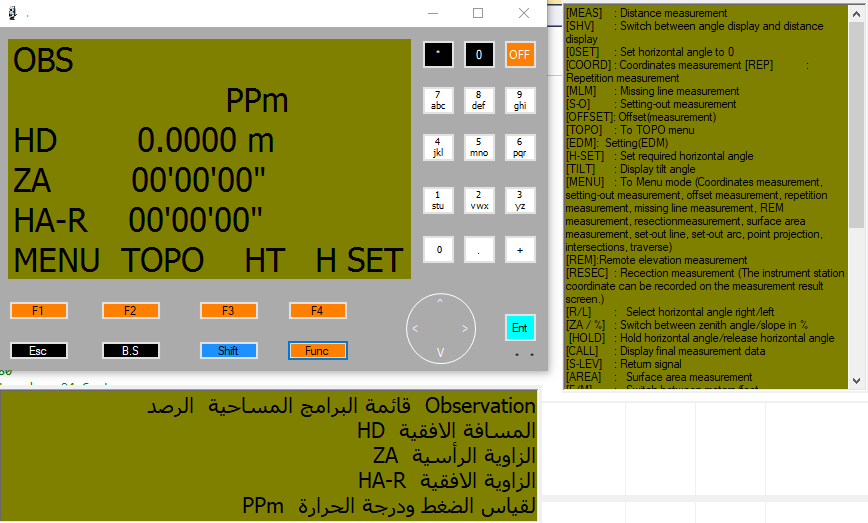 OBS
PPm
HD 0.0000 m
ZA 00'00'00"
HA-R 00'00'00"
MENU TOPO HT H SET
* 0 OFF
7 8 9
abc def ghi
4 5 6
jkl mno pqr
1 2 3
stu vwx yz
0 . +
F1 F2 F3 F4
Esc B.S Shift Func
^
< >
V
Ent
[MEAS] : Distance measurement
[SHV] : Switch between angle display and distance
display
[0SET] : Set horizontal angle to 0
[COORD] : Coordinates measurement [REP] :
Repetition measurement
[MLM] : Missing line measurement
[S-O] : Setting-out measurement
[OFFSET]: Offset(measurement)
[TOPO] : To TOPO menu
[EDM]: Setting(EDM)
[H-SET] : Set required horizontal angle
[TILT] : Display tilt angle
[MENU] : To Menu mode (Coordinates measurement,
setting-out measurement, offset measurement, repetition
measurement, missing line measurement, REM
measurement, resectionmeasurement, surface area
measurement, set-out line, set-out arc, point projection,
intersections, traverse)
[REM]:Remote elevation measurement
[RESEC] : Recection measurement (The instrument station
coordinate can be recorded on the measurement result
screen.)
[R/L] : Select horizontal angle right/left
[ZA / %] : Switch between zenith angle/slope in %
[HOLD] : Hold horizontal angle/release horizontal angle
[CALL] : Display final measurement data
[S-LEV] : Return signal
[AREA] : Surface area measurement
Observation قائمة البرامج المساحية الرصد
المسافة الافقية HD
الزاوية الرأسية ZA
الزاوية الافقية HA-R
لقياس الضغط ودرجة الحرارة PPm